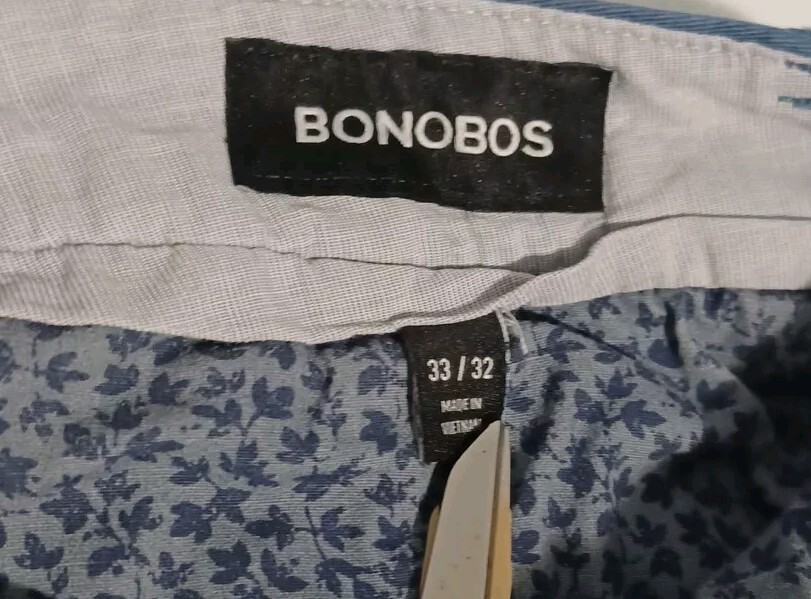 BONOBOS
33 / 32
MADE IN
VIETNAM